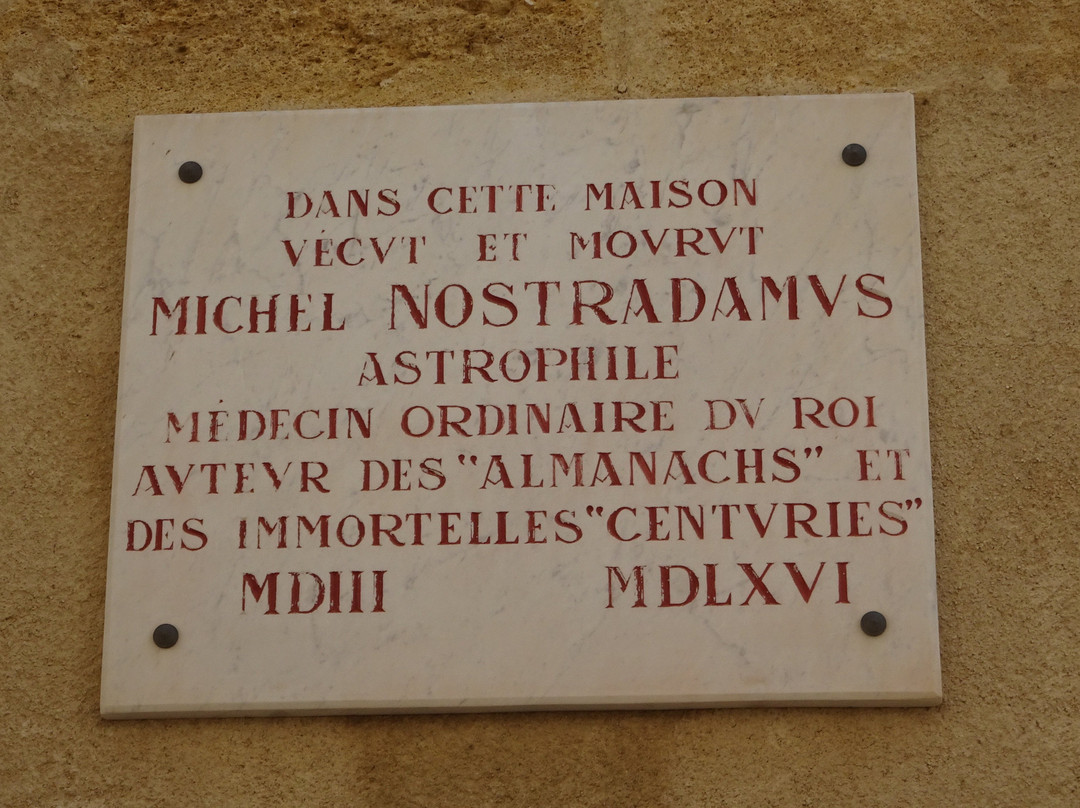 DANS CETTE MAISON
VÉCVT ET MOVRVT
MICHEL NOSTRADAMVS
ASTROPHILE
MÉDECIN ORDINAIRE DV ROI
AVTEVR DES “ALMANACHS” ET
DES IMMORTELLES “CENTVRIES”
MDIII MDLXVI